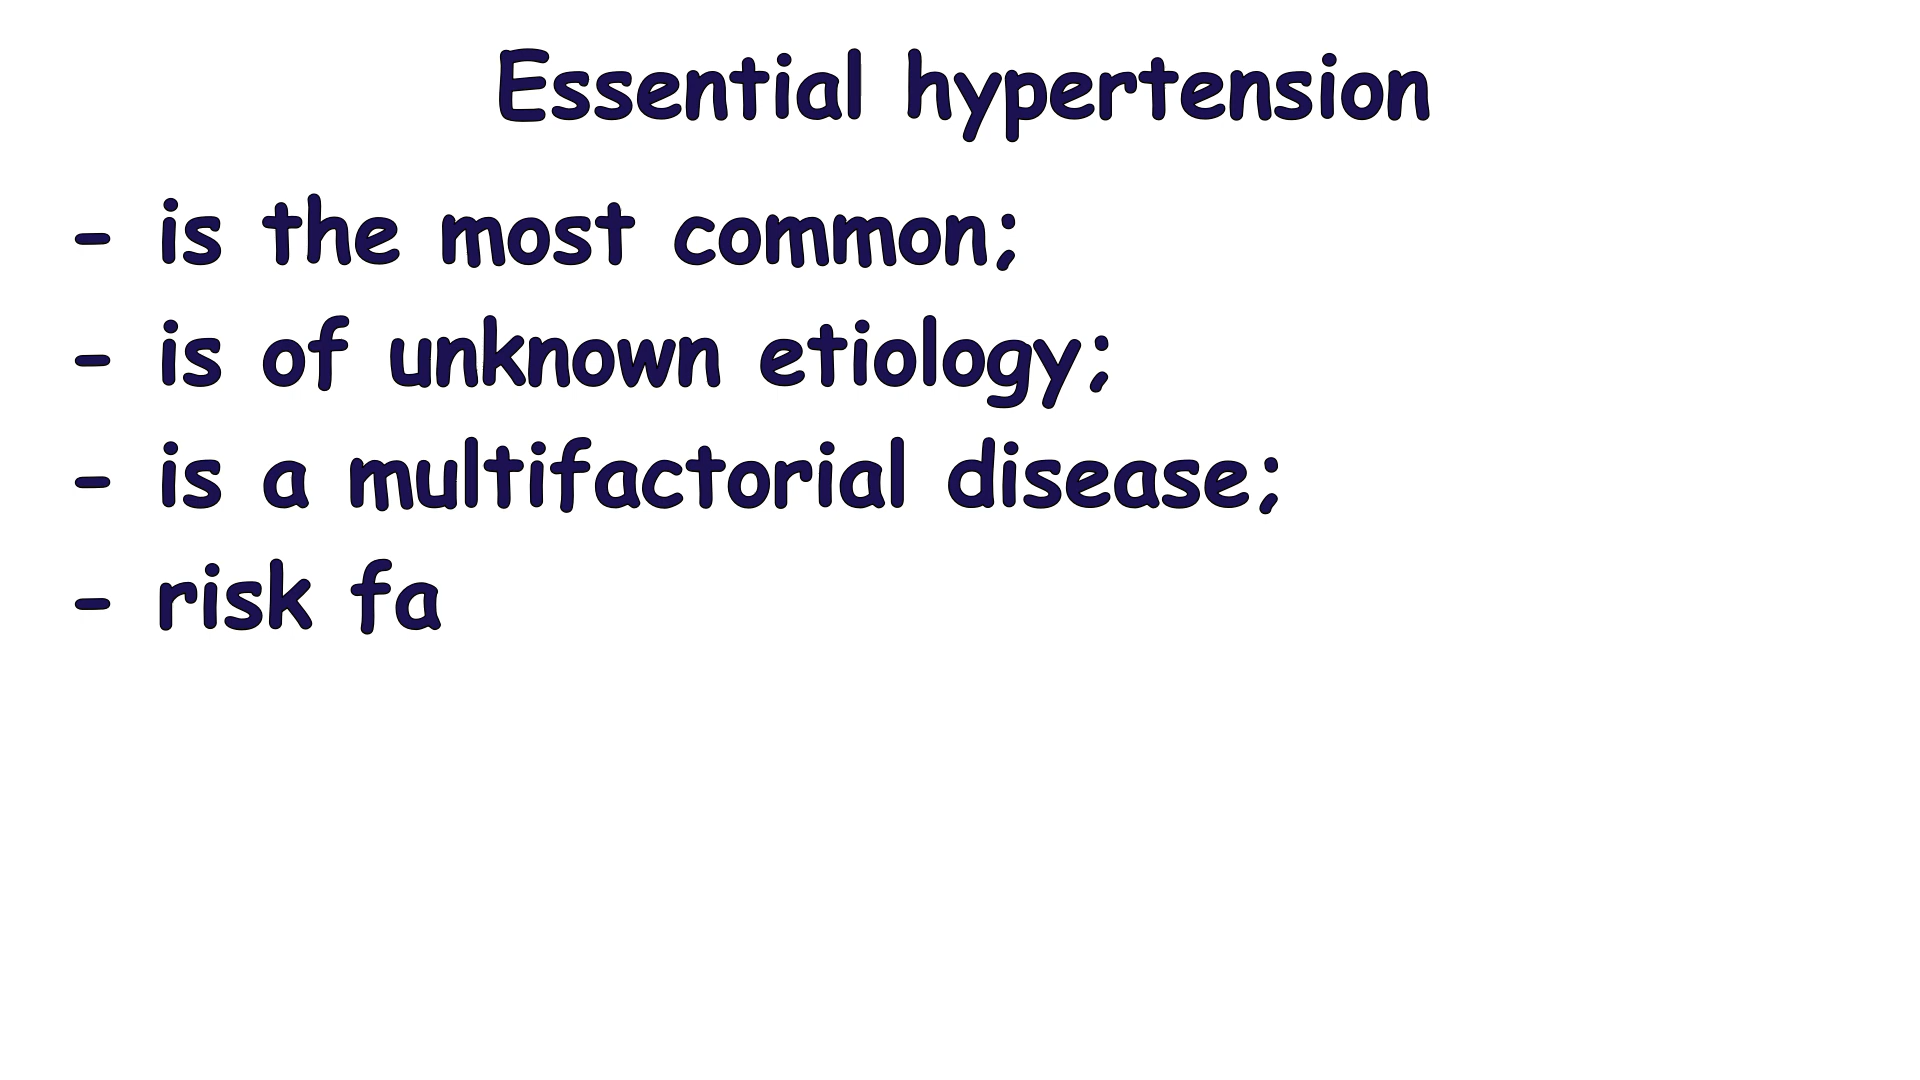 Essential hypertension
- is the most common;
- is of unknown etiology;
- is a multifactorial disease;
- risk fa